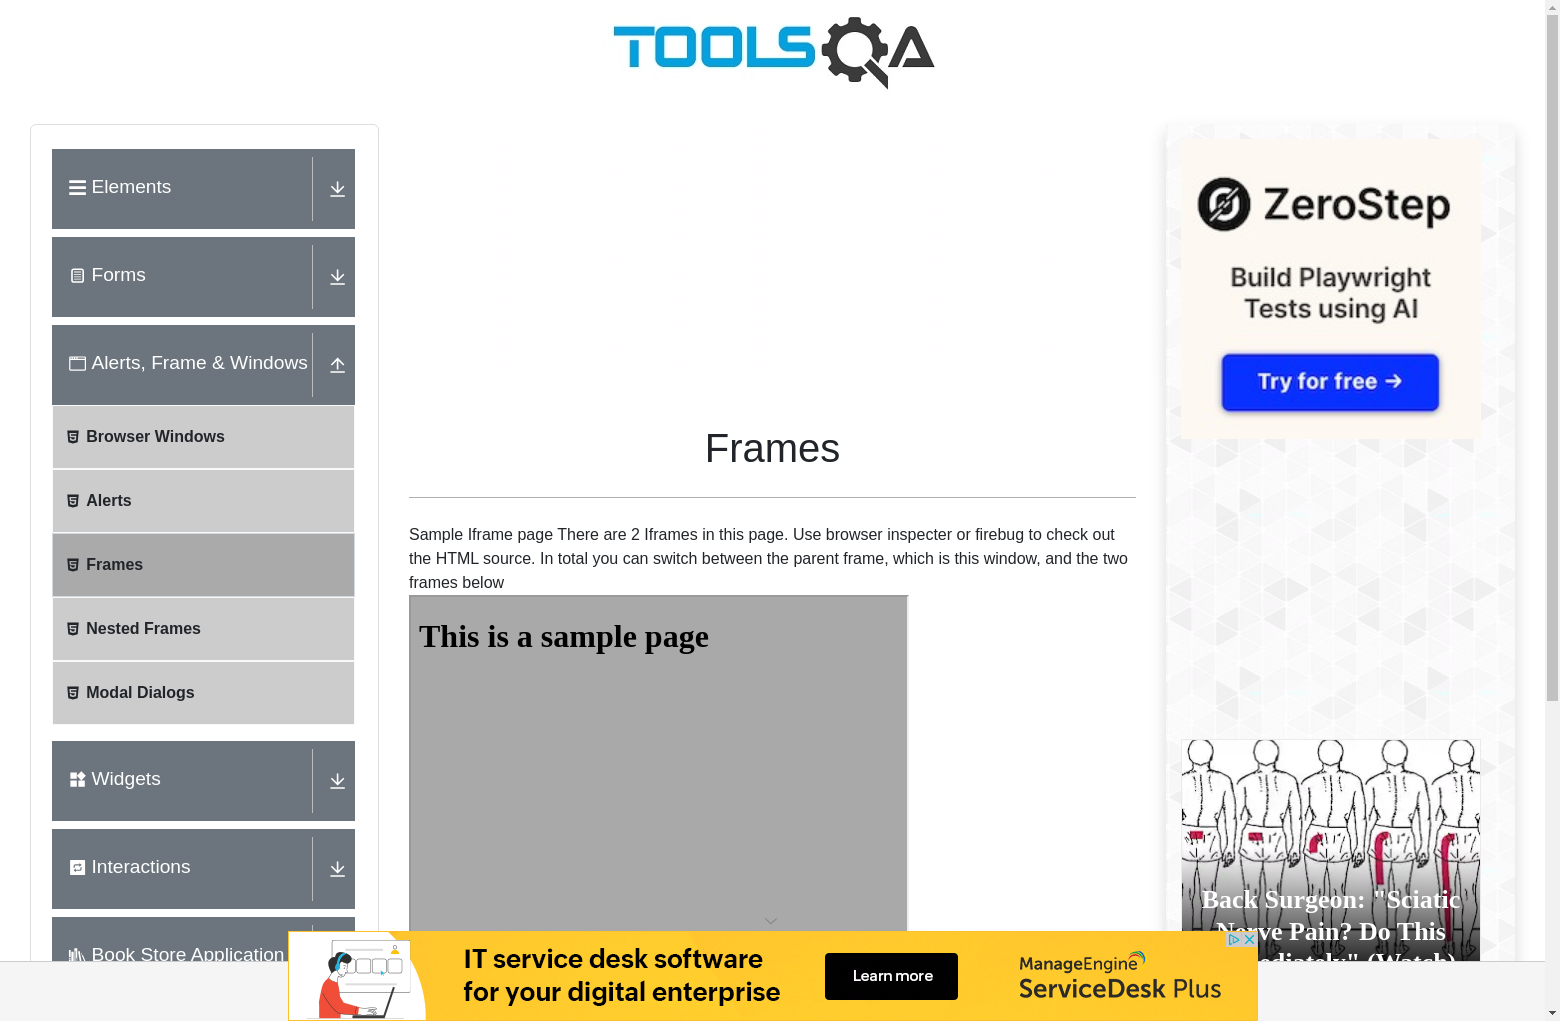 TOOLSQA
Elements
Forms
Alerts, Frame & Windows
Browser Windows
Alerts
Frames
Nested Frames
Modal Dialogs
Widgets
Interactions
Book Store Application
Frames
Sample Iframe page There are 2 Iframes in this page. Use browser inspecter or firebug to check out
the HTML source. In total you can switch between the parent frame, which is this window, and the two
frames below
This is a sample page
ZeroStep
Build Playwright
Tests using AI
Try for free →
Back Surgeon: "Sciatic
Nerve Pain? Do This
(Watch)
IT service desk software
for your digital enterprise
Learn more
ManageEngine
ServiceDesk Plus